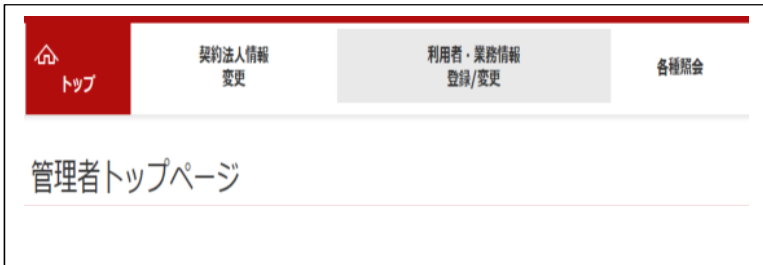 トップ
契約法人情報
変更
利用者・業務情報
登録/変更
各種照会
管理者トップページ